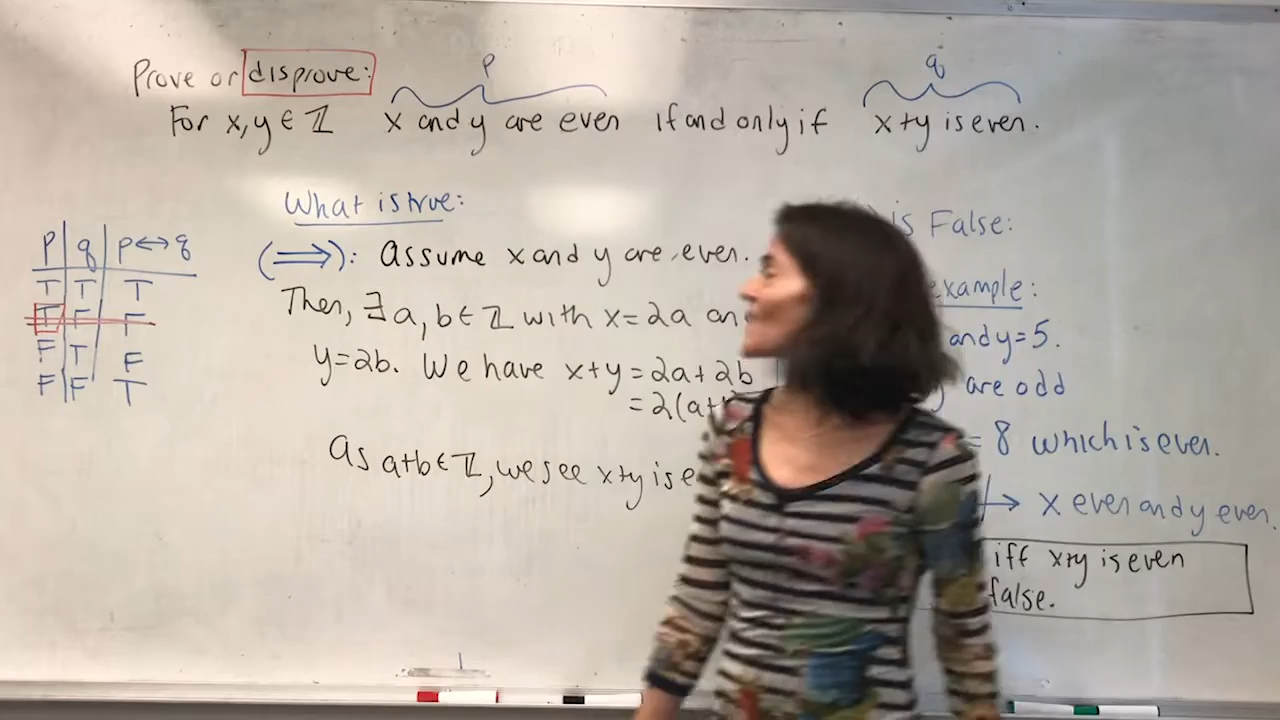 Prove or disprove:
p
q
For x,y ∈ ℤ x and y are even if and only if x+y is even.
p q p↔q
T T T
T F F
F T F
F F T
What is true:
(⟹): Assume x and y are even.
Then, ∃a, b ∈ ℤ with x=2a
y=2b. We have x+y=2a+2b
=2(a+
As a+b ∈ ℤ, we see x+y is
is False:
example:
and y=5.
y are odd
= 8 which is even.
↛ x even and y even.
iff x+y is even
false.